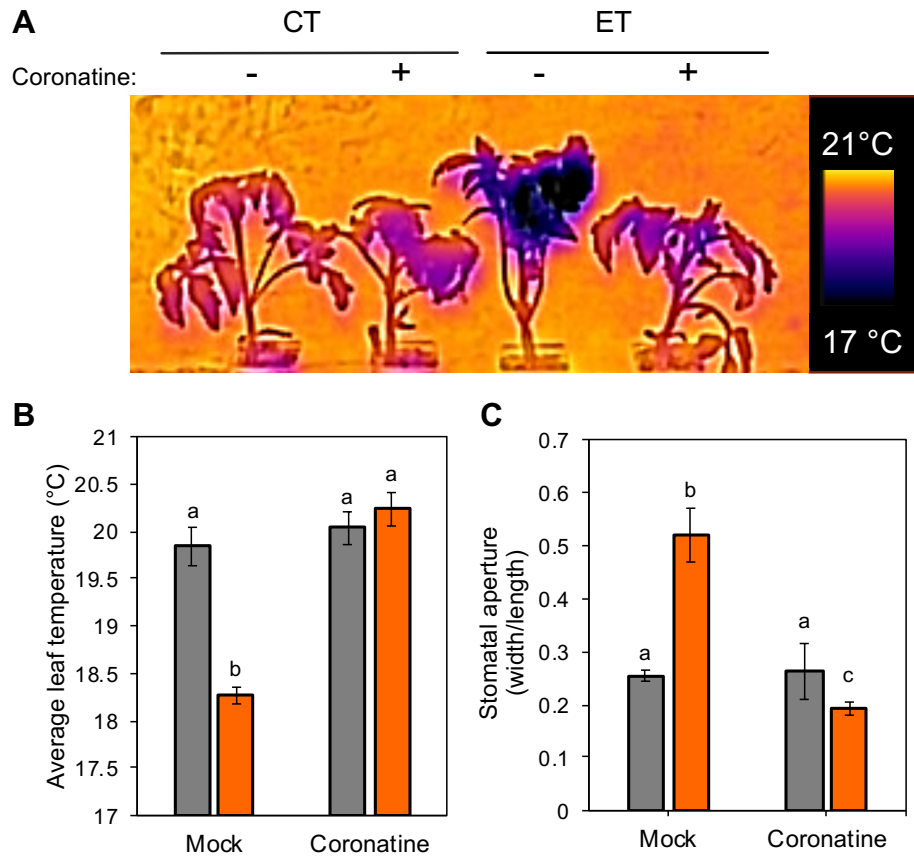 A
CT ET
Coronatine: - + - +
21°C
17 °C
B
Average leaf temperature (°C)
21
20.5
20
19.5
19
18.5
18
17.5
17
a
b
a
a
Mock Coronatine
C
Stomatal aperture
(width/length)
0.7
0.6
0.5
0.4
0.3
0.2
0.1
0
a
b
a
c
Mock Coronatine